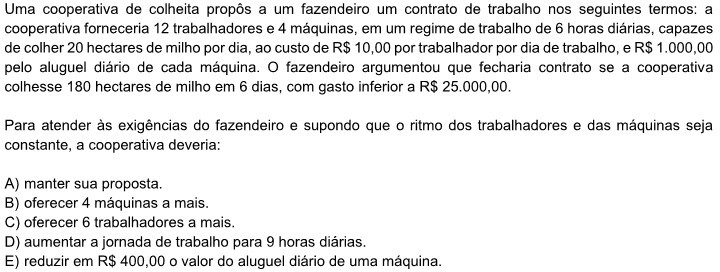 Uma cooperativa de colheita propôs a um fazendeiro um contrato de trabalho nos seguintes termos: a
cooperativa forneceria 12 trabalhadores e 4 máquinas, em um regime de trabalho de 6 horas diárias, capazes
de colher 20 hectares de milho por dia, ao custo de R$ 10,00 por trabalhador por dia de trabalho, e R$ 1.000,00
pelo aluguel diário de cada máquina. O fazendeiro argumentou que fecharia contrato se a cooperativa
colhesse 180 hectares de milho em 6 dias, com gasto inferior a R$ 25.000,00.
Para atender às exigências do fazendeiro e supondo que o ritmo dos trabalhadores e das máquinas seja
constante, a cooperativa deveria:
A) manter sua proposta.
B) oferecer 4 máquinas a mais.
C) oferecer 6 trabalhadores a mais.
D) aumentar a jornada de trabalho para 9 horas diárias.
E) reduzir em R$ 400,00 o valor do aluguel diário de uma máquina.